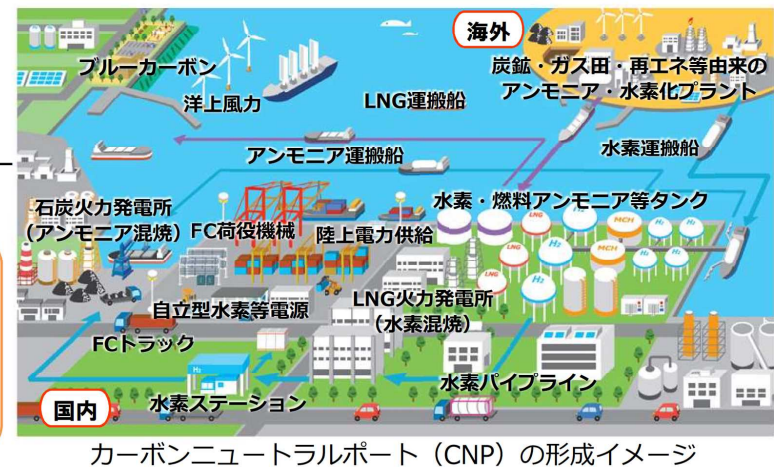 海外
ブルーカーボン
洋上風力
LNG運搬船
炭鉱・ガス田・再エネ等由来の
アンモニア・水素化プラント
アンモニア運搬船
水素運搬船
石炭火力発電所
（アンモニア混焼）
FC荷役機械
陸上電力供給
水素・燃料アンモニア等タンク
LNG
LNG
LNG
H₂
H₂
H₂
MCH
MCH
H₂
H₂
H₂
H₂
自立型水素等電源
LNG火力発電所
（水素混焼）
FCトラック
H₂
水素ステーション
水素パイプライン
国内
カーボンニュートラルポート（CNP）の形成イメージ